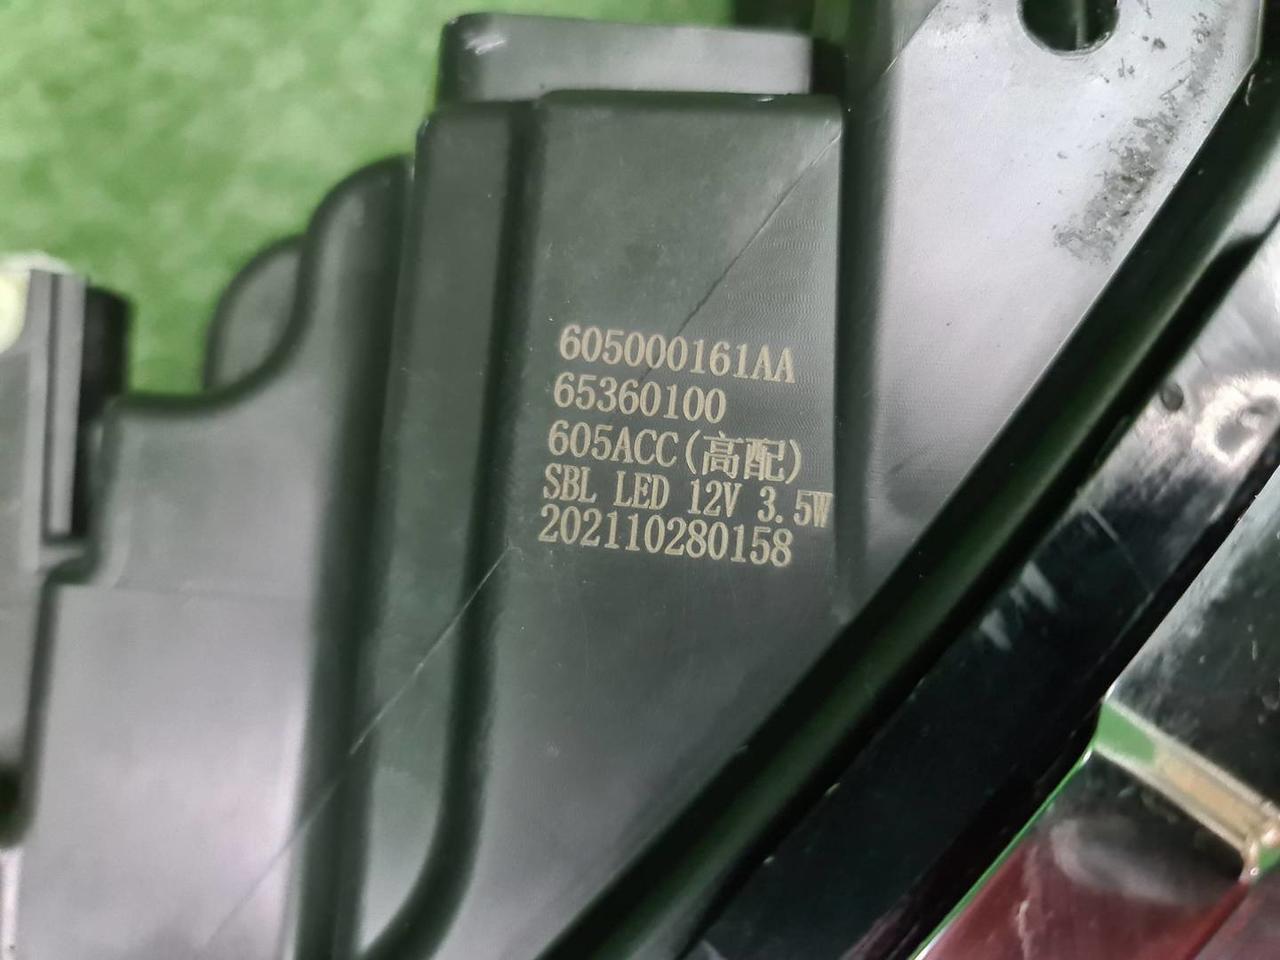 605000161AA
65360100
605ACC(高配)
SBL LED 12V 3.5W
202110280158